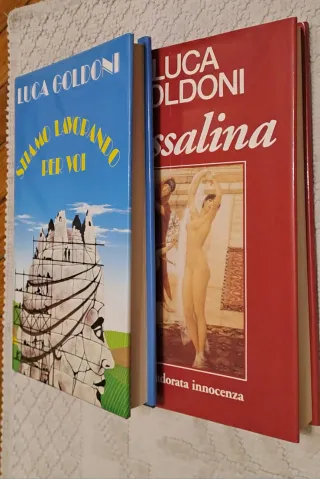 LUCA GOLDONI
STIAMO LAVORANDO
PER VOI
LUCA
OLDONI
ssalina
dorata innocenza